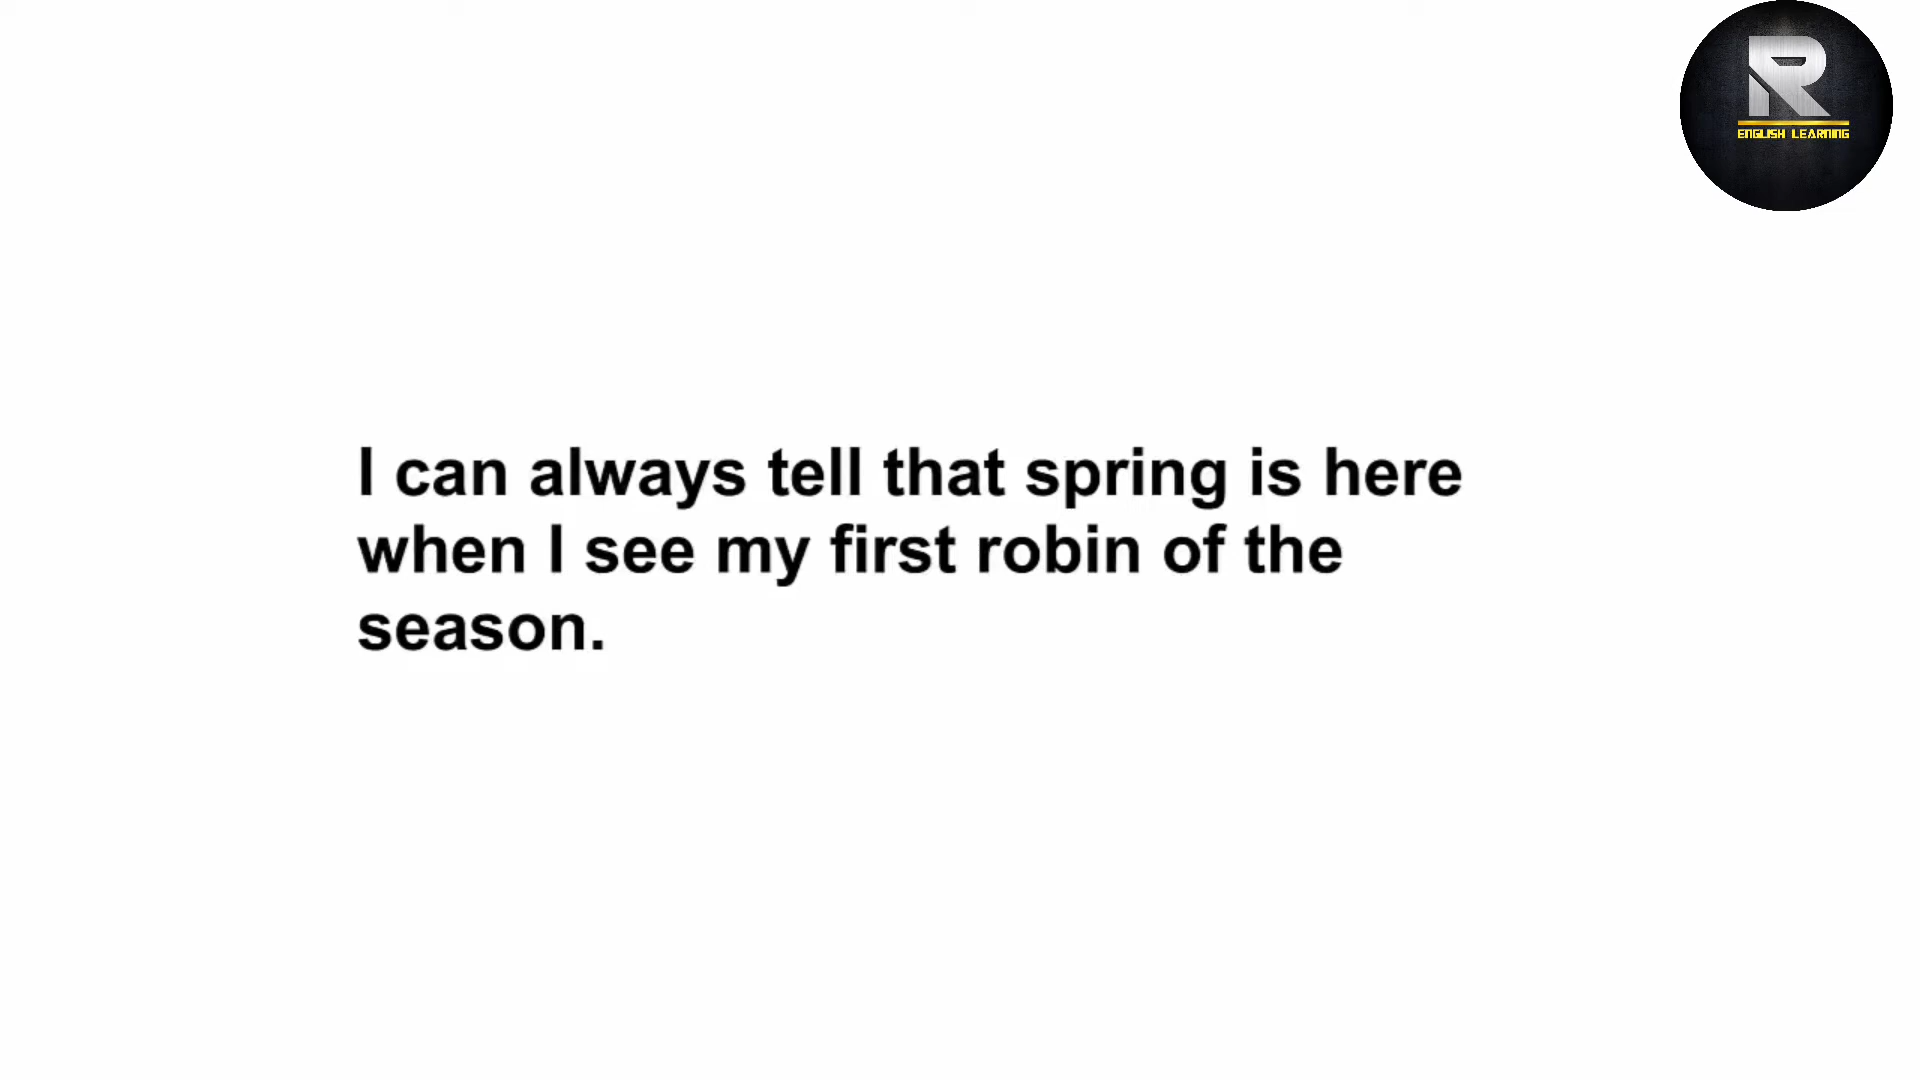 R
ENGLISH LEARNING
I can always tell that spring is here
when I see my first robin of the
season.